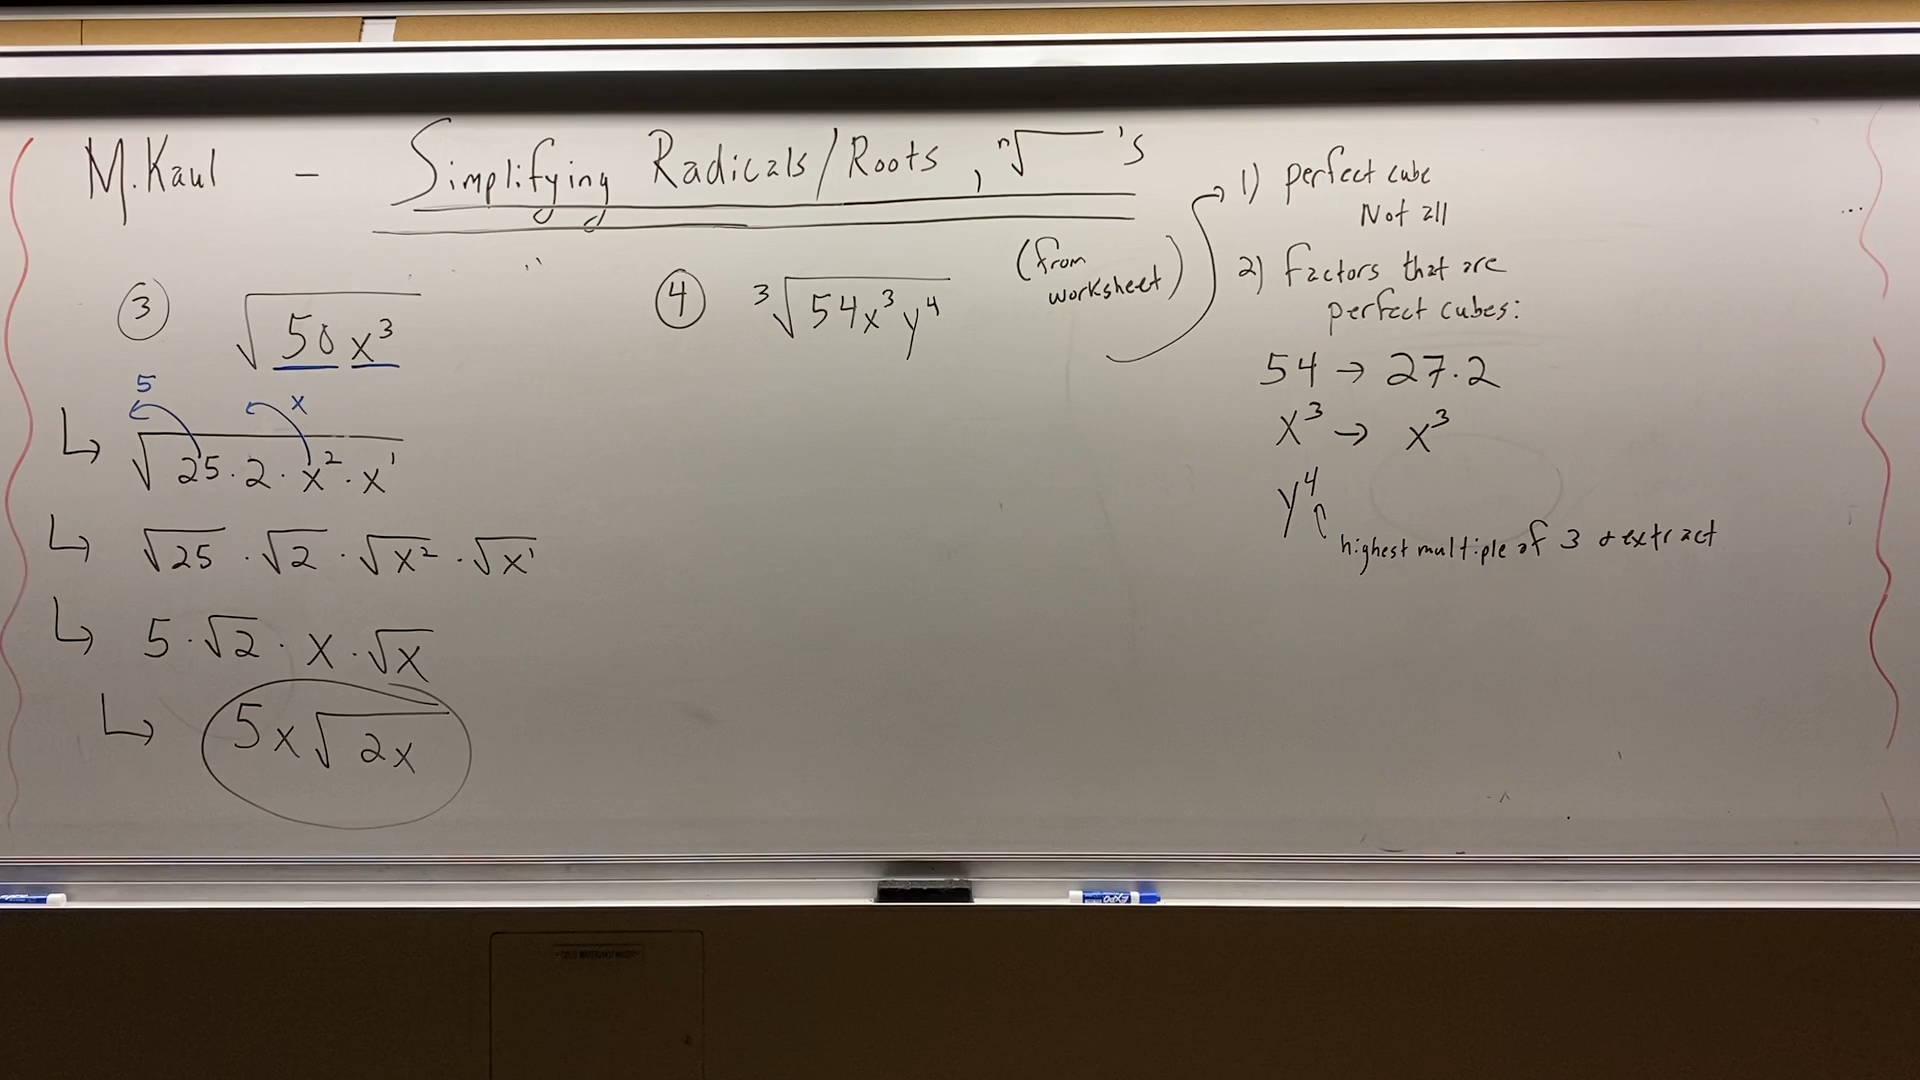 M. Kaul - Simplifying Radicals/Roots, ⁿ√‾ 's
③ √(50x³)
↳ √(25·2·x²·x¹)
5 x
↳ √25 · √2 · √x² · √x¹
↳ 5 · √2 · x · √x
↳ 5x√(2x)
④ ³√(54x³y⁴)
(from
worksheet)
1) perfect cube
Not all
2) factors that are
perfect cubes:
54 → 27·2
x³ → x³
y⁴
highest multiple of 3 & extract
EXPO